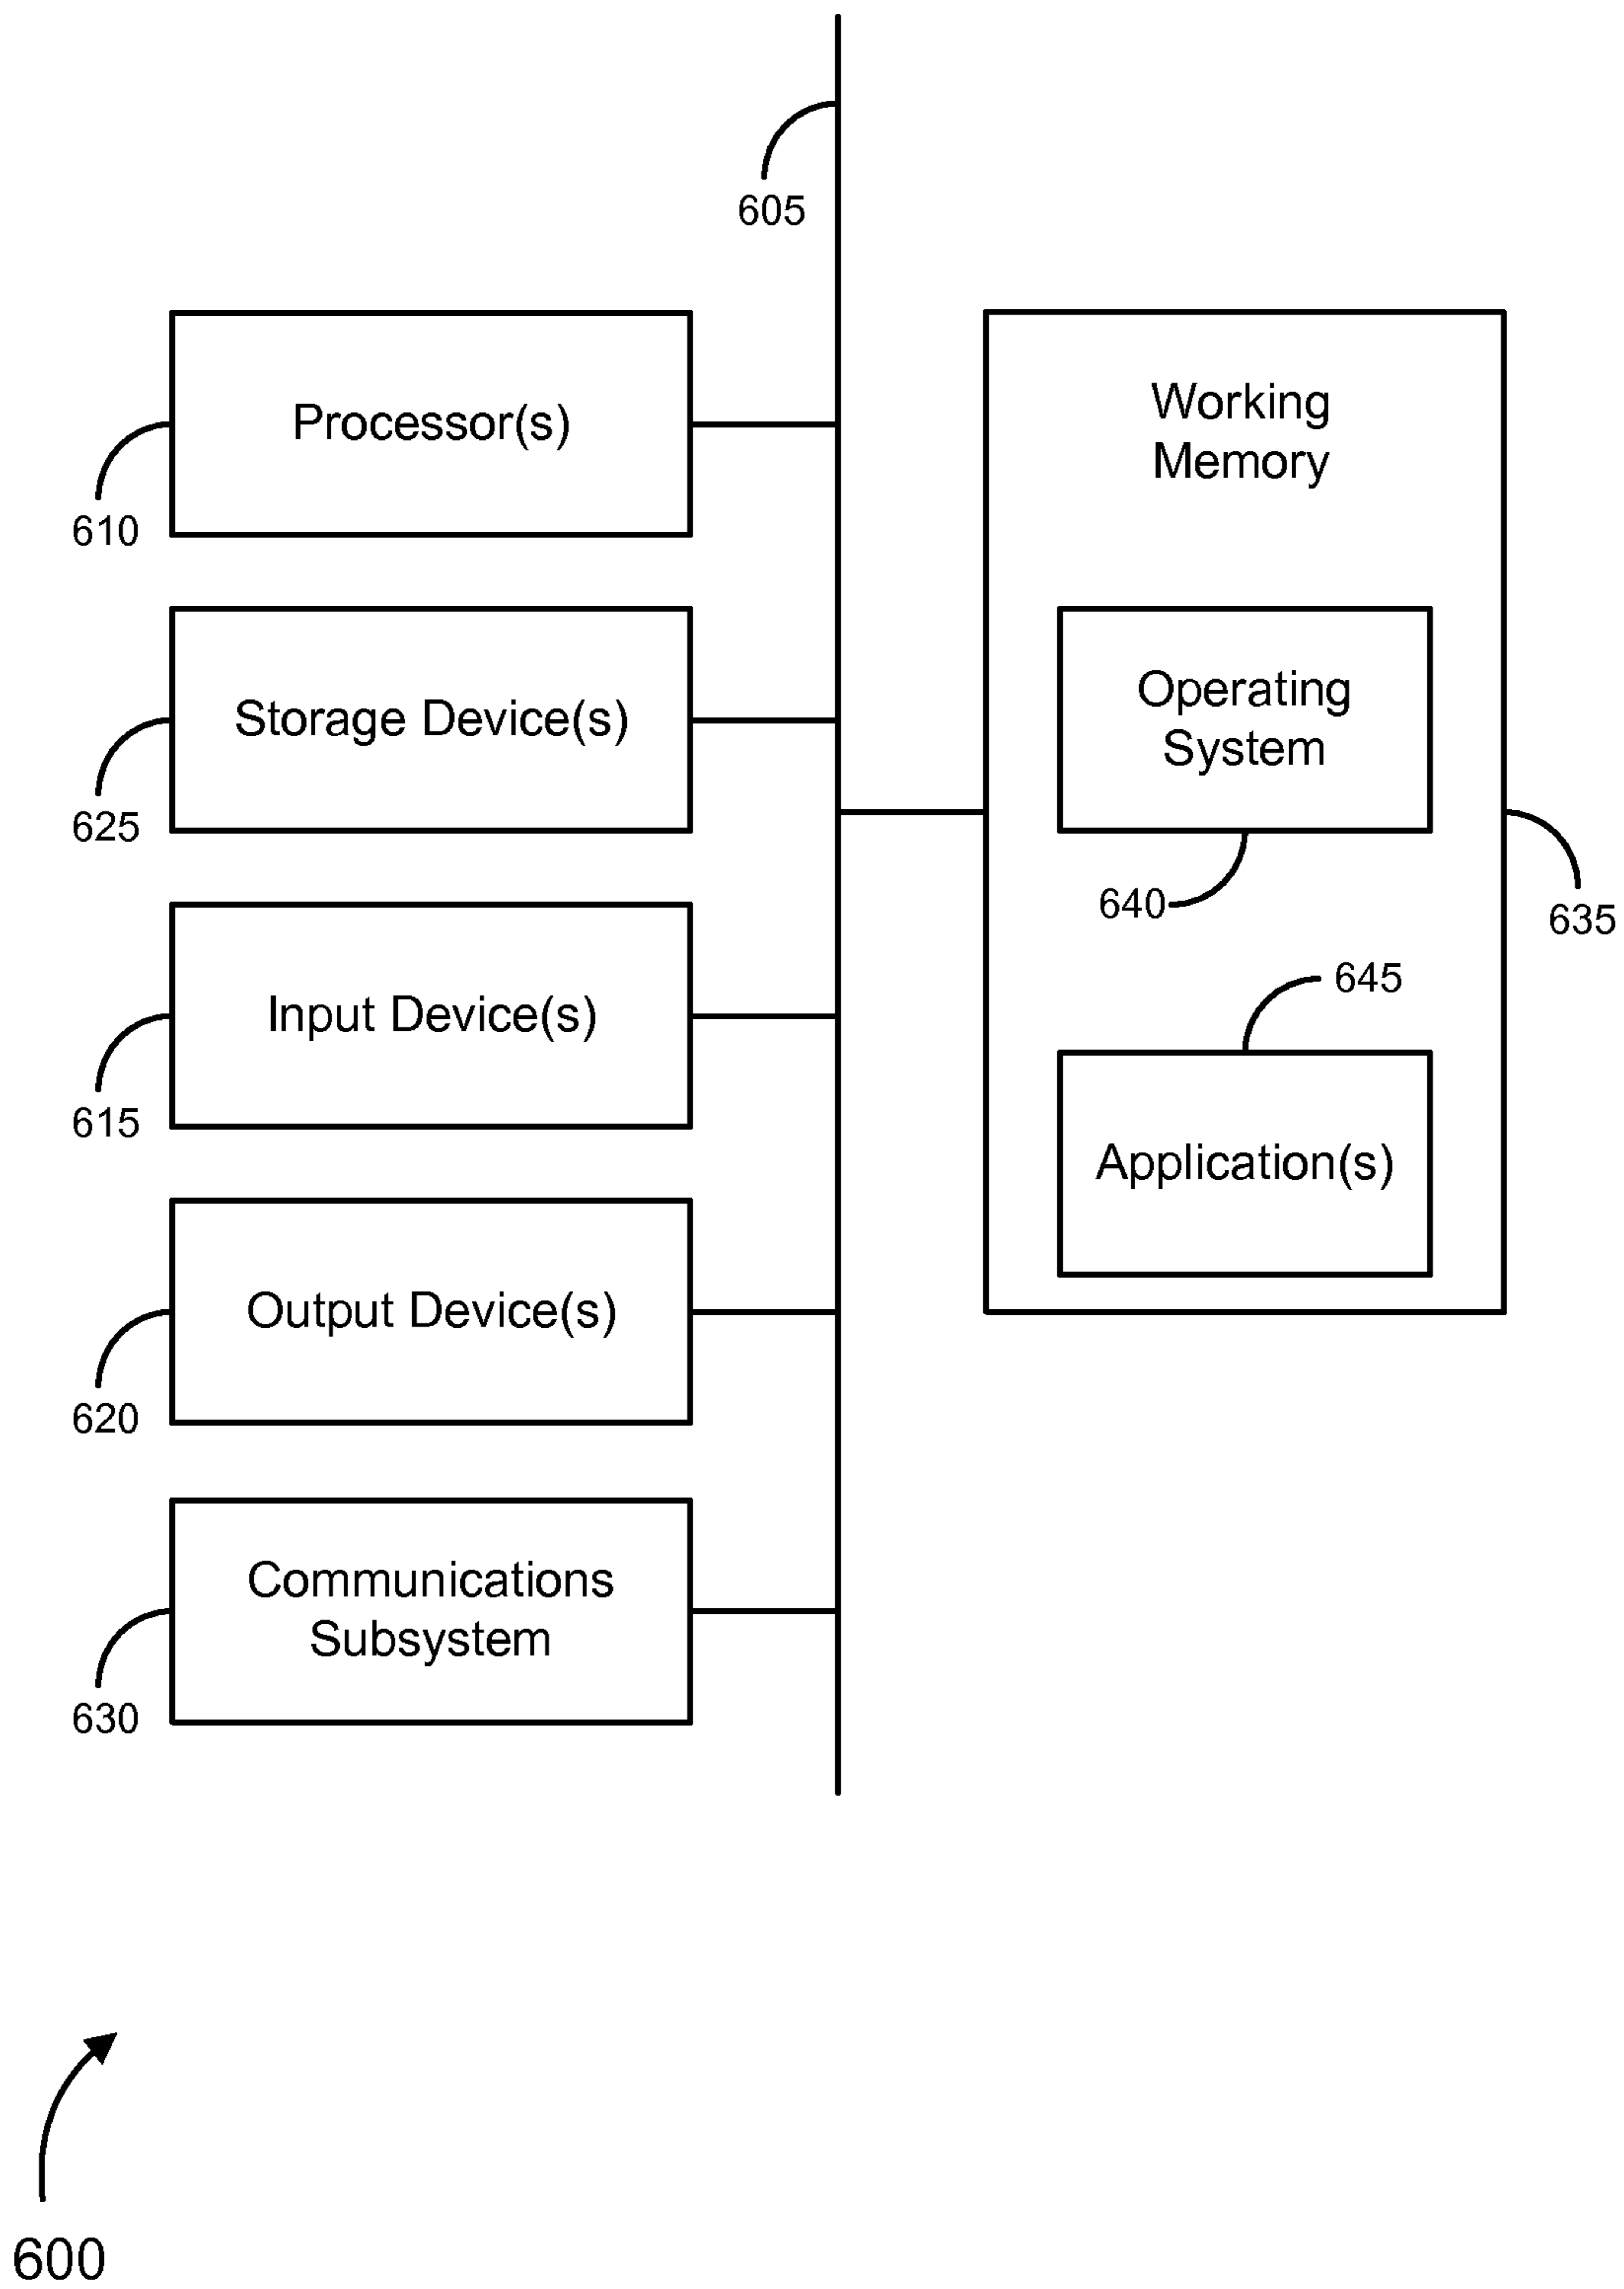 605
Processor(s)
610
Storage Device(s)
625
Input Device(s)
615
Output Device(s)
620
Communications
Subsystem
630
Working
Memory
Operating
System
640
635
645
Application(s)
600